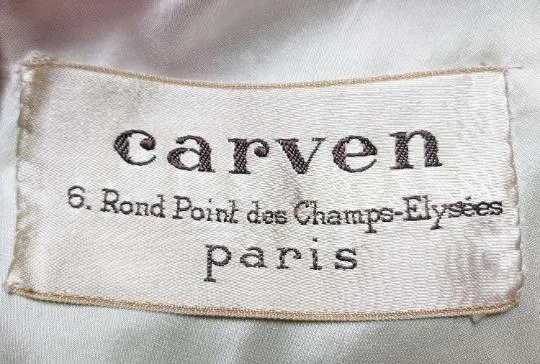 carven
6. Rond Point des Champs-Elysées
paris